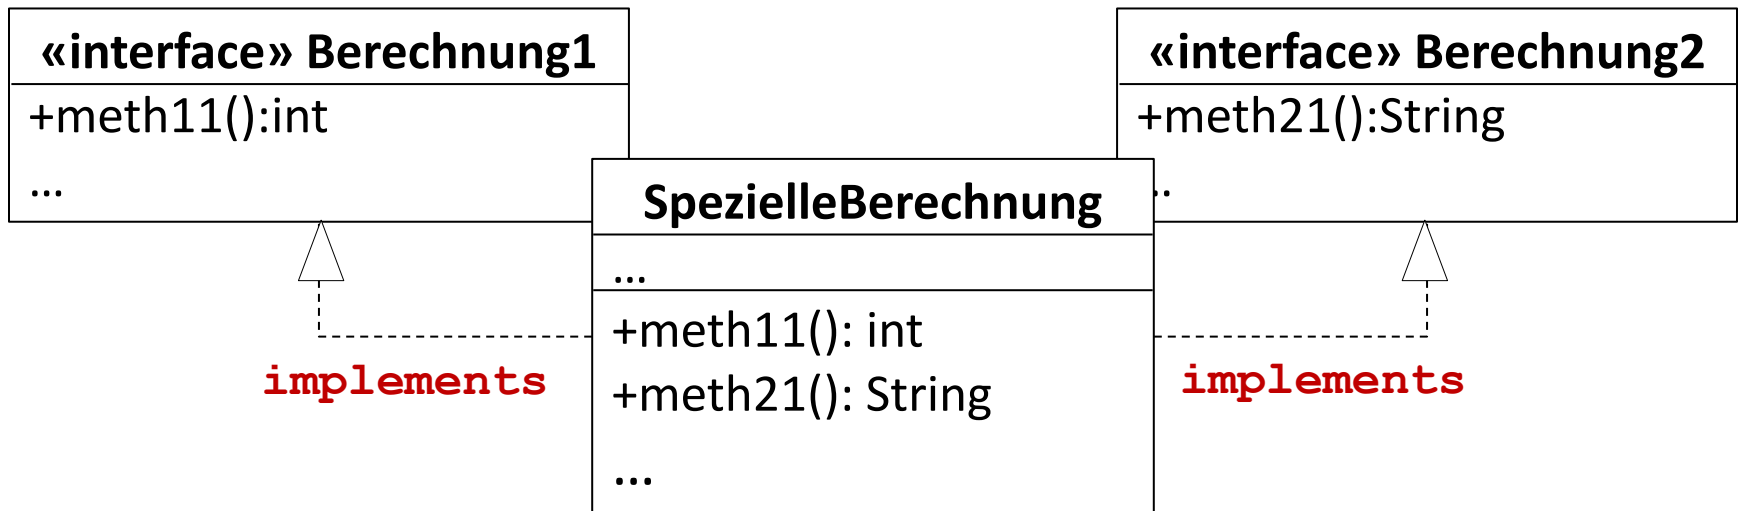 «interface» Berechnung1
+meth11():int
...
«interface» Berechnung2
+meth21():String
..
SpezielleBerechnung
...
+meth11(): int
+meth21(): String
...
implements
implements